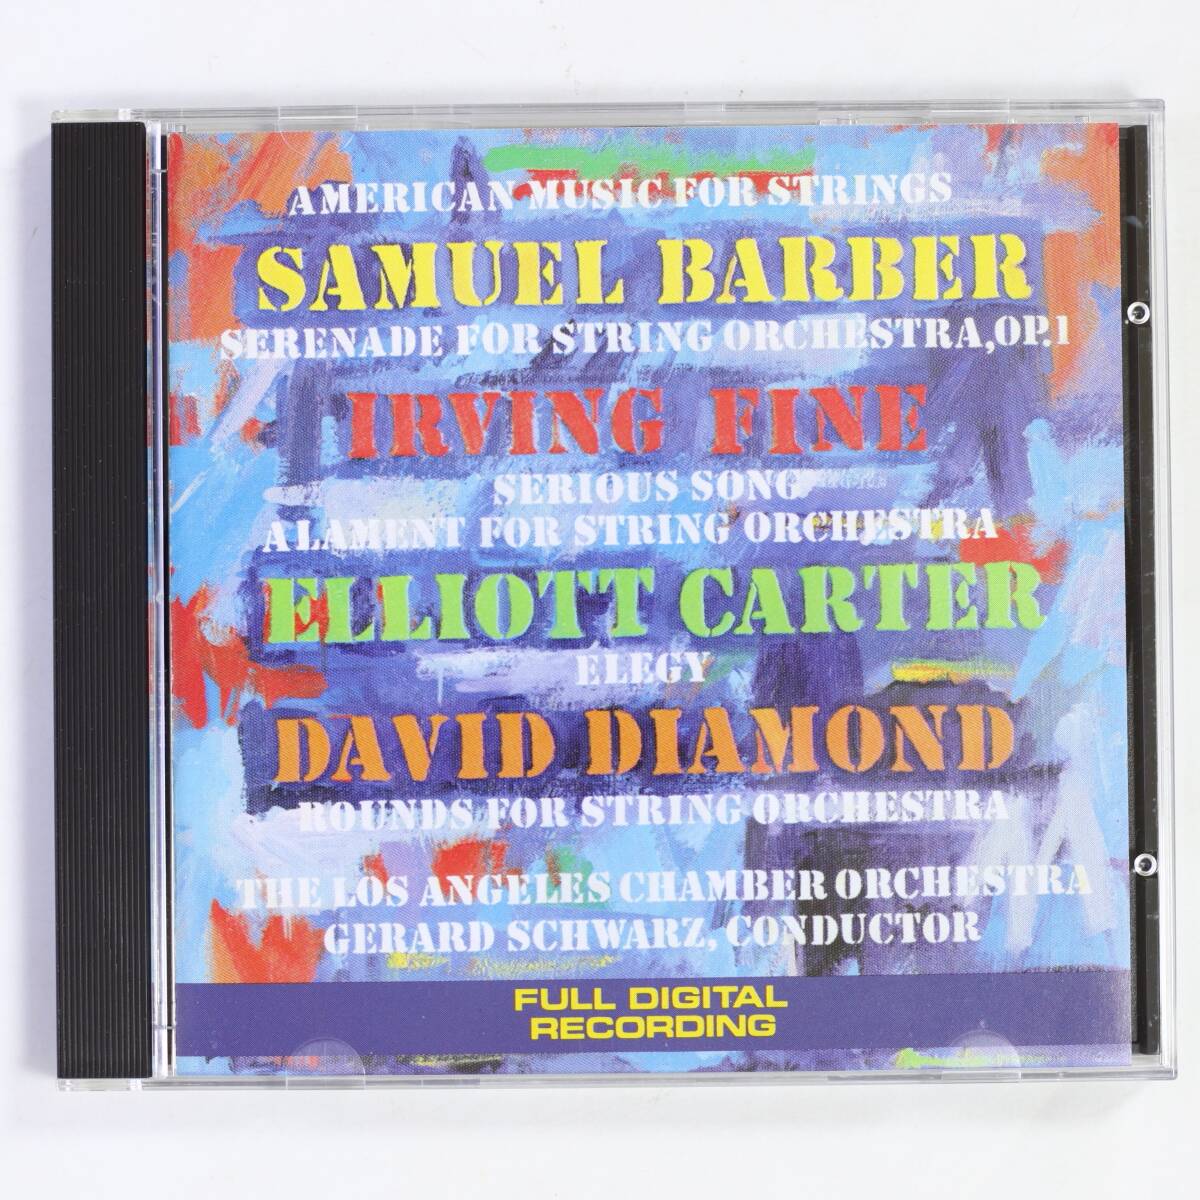 AMERICAN MUSIC FOR STRINGS
SAMUEL BARBER
SERENADE FOR STRING ORCHESTRA, OP. 1
IRVING FINE
SERIOUS SONG
A LAMENT FOR STRING ORCHESTRA
ELLIOTT CARTER
ELEGY
DAVID DIAMOND
ROUNDS FOR STRING ORCHESTRA
THE LOS ANGELES CHAMBER ORCHESTRA
GERARD SCHWARZ, CONDUCTOR
FULL DIGITAL
RECORDING